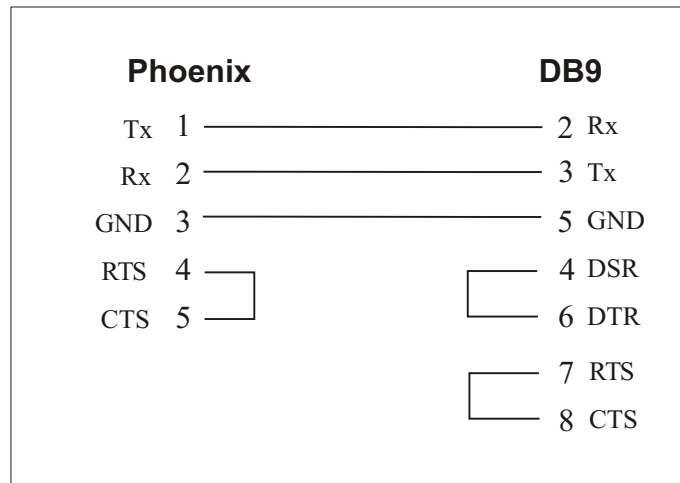 Phoenix DB9
Tx 1 2 Rx
Rx 2 3 Tx
GND 3 5 GND
RTS 4 4 DSR
CTS 5 6 DTR
7 RTS
8 CTS